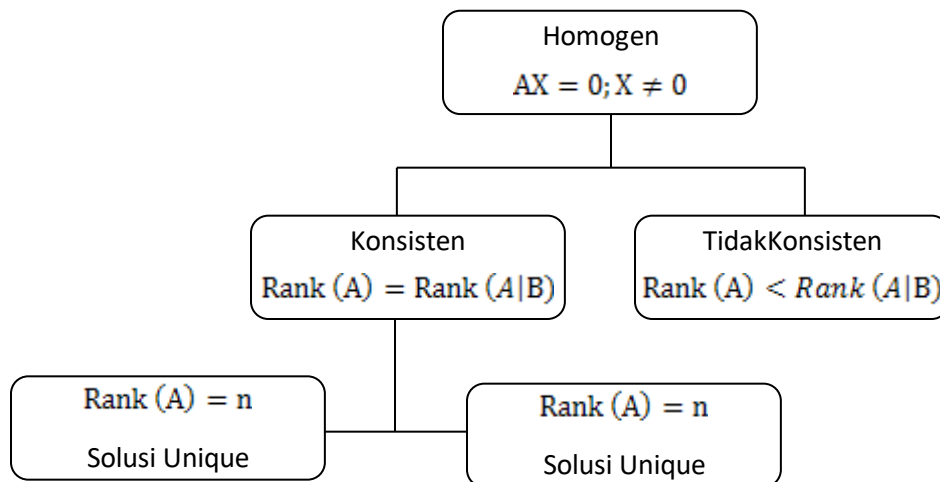 Homogen
AX = 0; X ≠ 0
Konsisten
Rank (A) = Rank (A|B)
TidakKonsisten
Rank (A) < Rank (A|B)
Rank (A) = n
Solusi Unique
Rank (A) = n
Solusi Unique